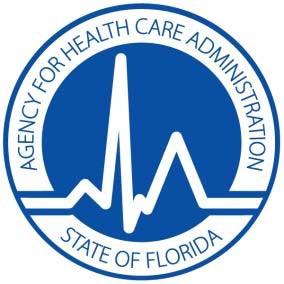 AGENCY FOR HEALTH CARE ADMINISTRATION
STATE OF FLORIDA